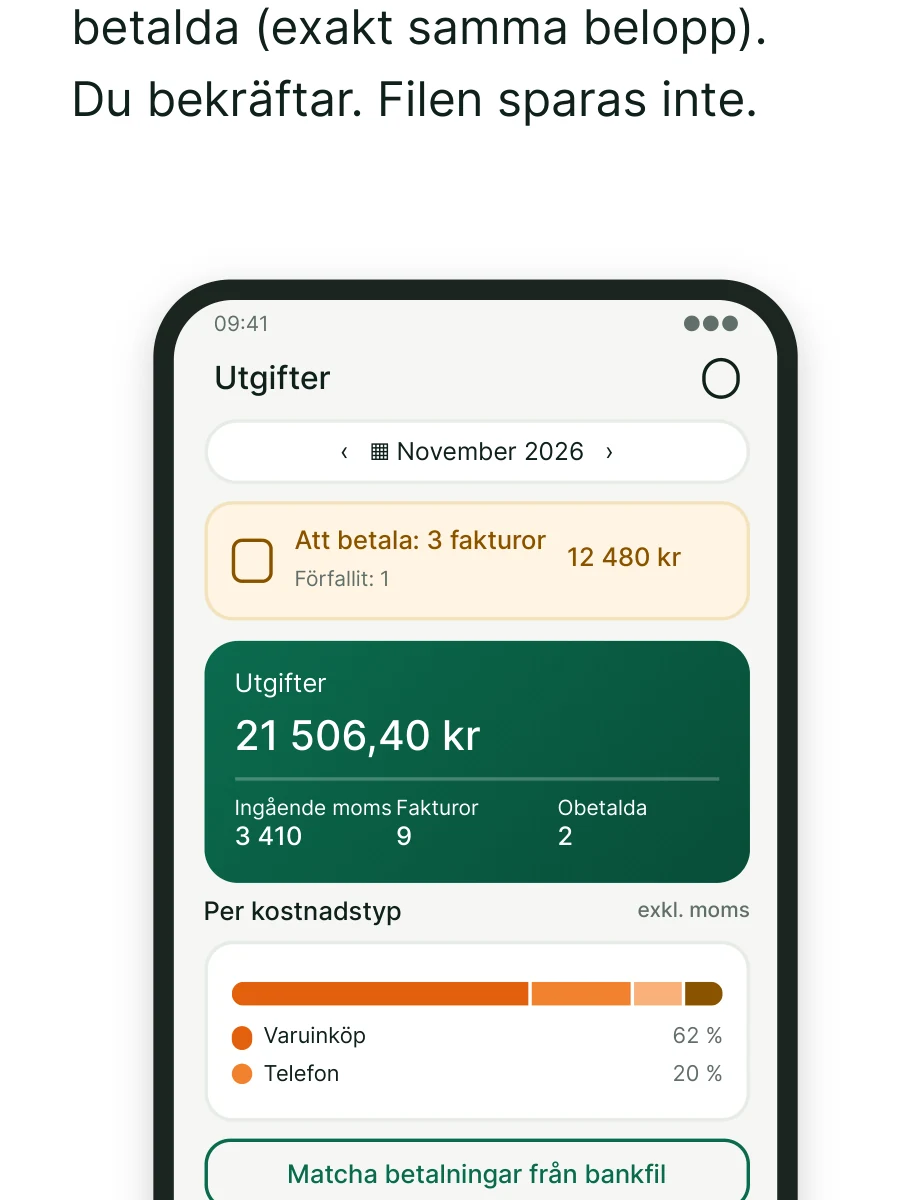 betalda (exakt samma belopp).
Du bekräftar. Filen sparas inte.
09:41
Utgifter
‹ ▦ November 2026 ›
Att betala: 3 fakturor
12 480 kr
Förfallit: 1
Utgifter
21 506,40 kr
Ingående moms Fakturor Obetalda
3 410 9 2
Per kostnadstyp exkl. moms
Varuinköp 62 %
Telefon 20 %
Matcha betalningar från bankfil